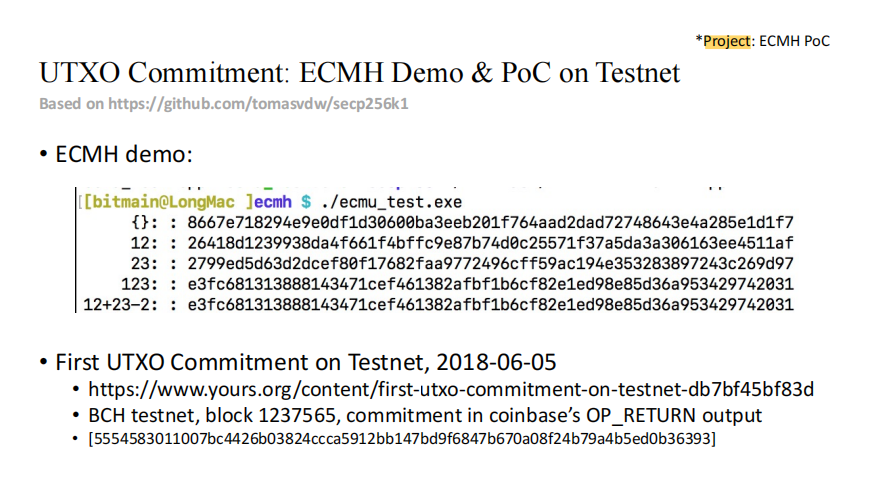 *Project: ECMH PoC
UTXO Commitment: ECMH Demo & PoC on Testnet
Based on https://github.com/tomasvdw/secp256k1
• ECMH demo:
[[bitmain@LongMac ]ecmh $ ./ecmu_test.exe
{}: : 8667e718294e9e0df1d30600ba3eeb201f764aad2dad72748643e4a285e1d1f7
12: : 26418d1239938da4f661f4bffc9e87b74d0c25571f37a5da3a306163ee4511af
23: : 2799ed5d63d2dcef80f17682faa9772496cff59ac194e353283897243c269d97
123: : e3fc681313888143471cef461382afbf1b6cf82e1ed98e85d36a953429742031
12+23-2: : e3fc681313888143471cef461382afbf1b6cf82e1ed98e85d36a953429742031
• First UTXO Commitment on Testnet, 2018-06-05
• https://www.yours.org/content/first-utxo-commitment-on-testnet-db7bf45bf83d
• BCH testnet, block 1237565, commitment in coinbase’s OP_RETURN output
• [5554583011007bc4426b03824ccca5912bb147bd9f6847b670a08f24b79a4b5ed0b36393]